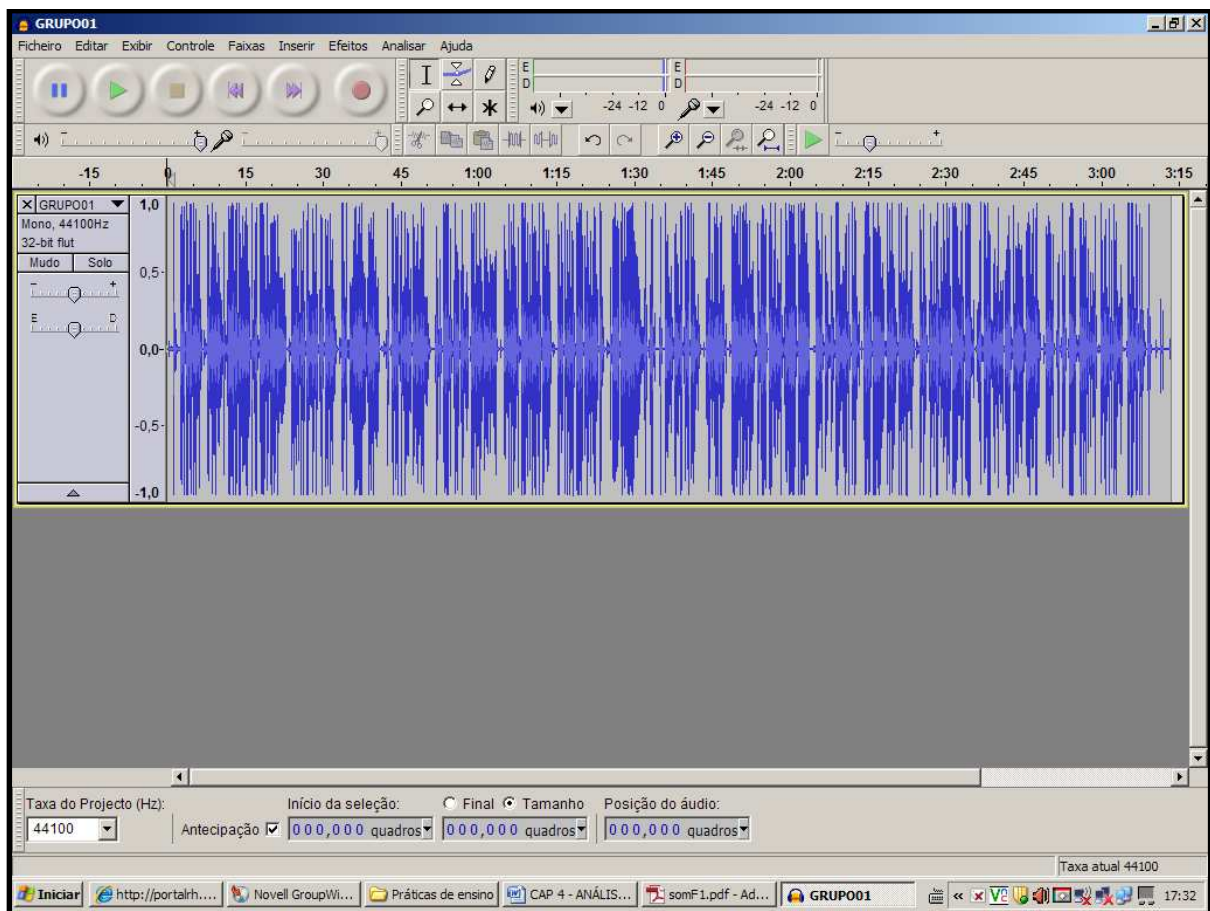 GRUPO01
Ficheiro Editar Exibir Controle Faixas Inserir Efeitos Analisar Ajuda
E E
D D
-24 -12 0 -24 -12 0
-15 0 15 30 45 1:00 1:15 1:30 1:45 2:00 2:15 2:30 2:45 3:00 3:15
X GRUPO01 1,0
Mono, 44100Hz
32-bit flut
Mudo Solo
0,5
- +
E D
0,0
-0,5
-1,0
Taxa do Projecto (Hz): Início da seleção: Final Tamanho Posição do áudio:
44100 Antecipação 000,000 quadros 000,000 quadros 000,000 quadros
Taxa atual 44100
Iniciar http://portalrh.... Novell GroupWi... Práticas de ensino CAP 4 - ANÁLIS... somF1.pdf - Ad... GRUPO01 « 17:32